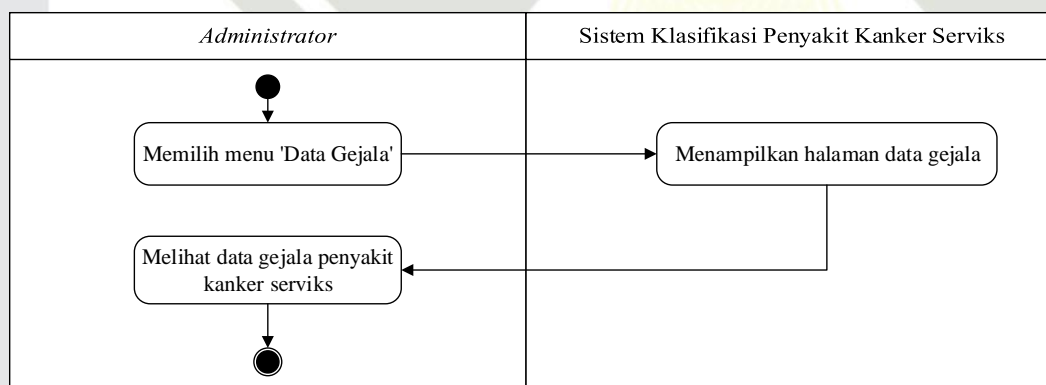 Administrator
Sistem Klasifikasi Penyakit Kanker Serviks
Memilih menu 'Data Gejala'
Menampilkan halaman data gejala
Melihat data gejala penyakit
kanker serviks